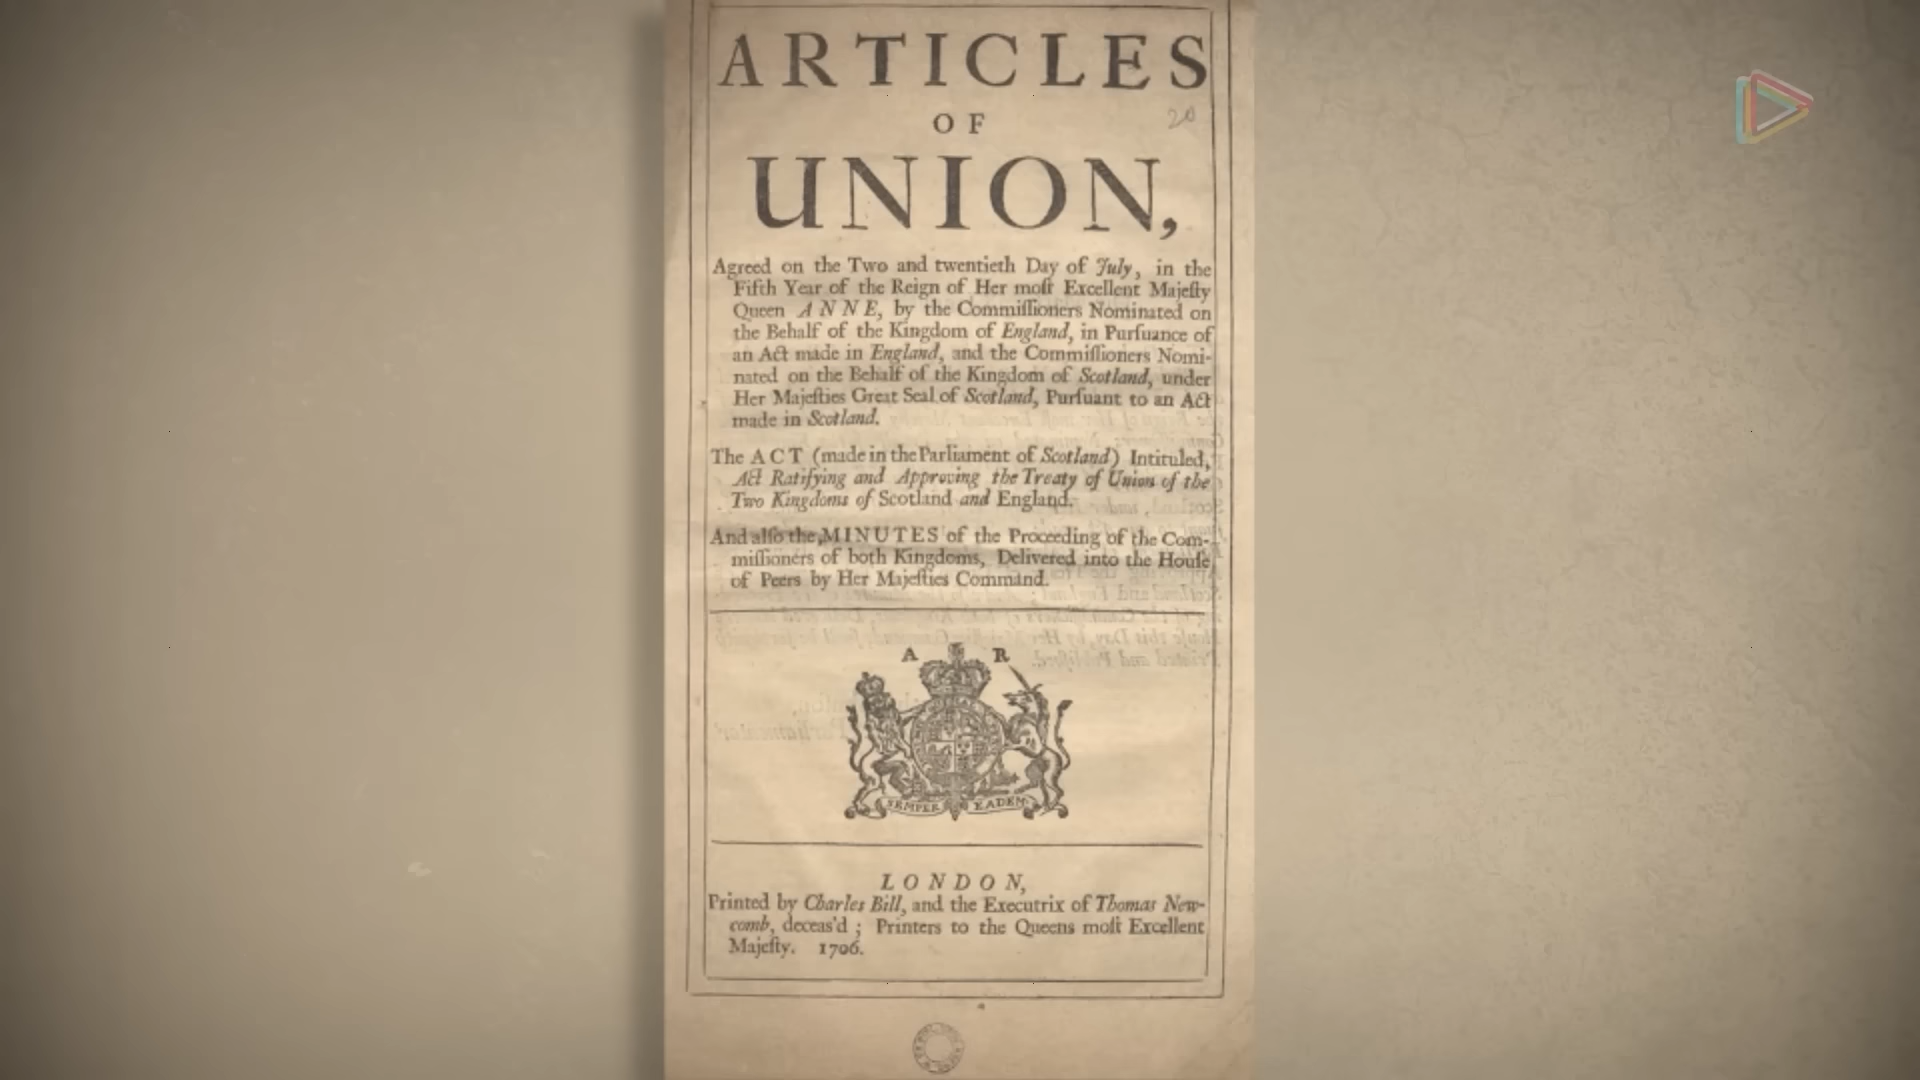 ARTICLES
OF
20
UNION,
Agreed on the Two and twentieth Day of July, in the
Fifth Year of the Reign of Her moſt Excellent Majeſty
Queen ANNE, by the Commiſſioners Nominated on
the Behalf of the Kingdom of England, in Purſuance of
an Act made in England, and the Commiſſioners Nomi-
nated on the Behalf of the Kingdom of Scotland, under
Her Majeſties Great Seal of Scotland, Purſuant to an Act
made in Scotland.
The ACT (made in the Parliament of Scotland) Intituled,
Act Ratifying and Approving the Treaty of Union of the
Two Kingdoms of Scotland and England.
And alſo the MINUTES of the Proceeding of the Com-
miſſioners of both Kingdoms, Delivered into the Houſe
of Peers by Her Majeſties Command.
A R
SEMPER EADEM
LONDON,
Printed by Charles Bill, and the Executrix of Thomas New-
comb, deceas'd ; Printers to the Queens moſt Excellent
Majeſty. 1706.